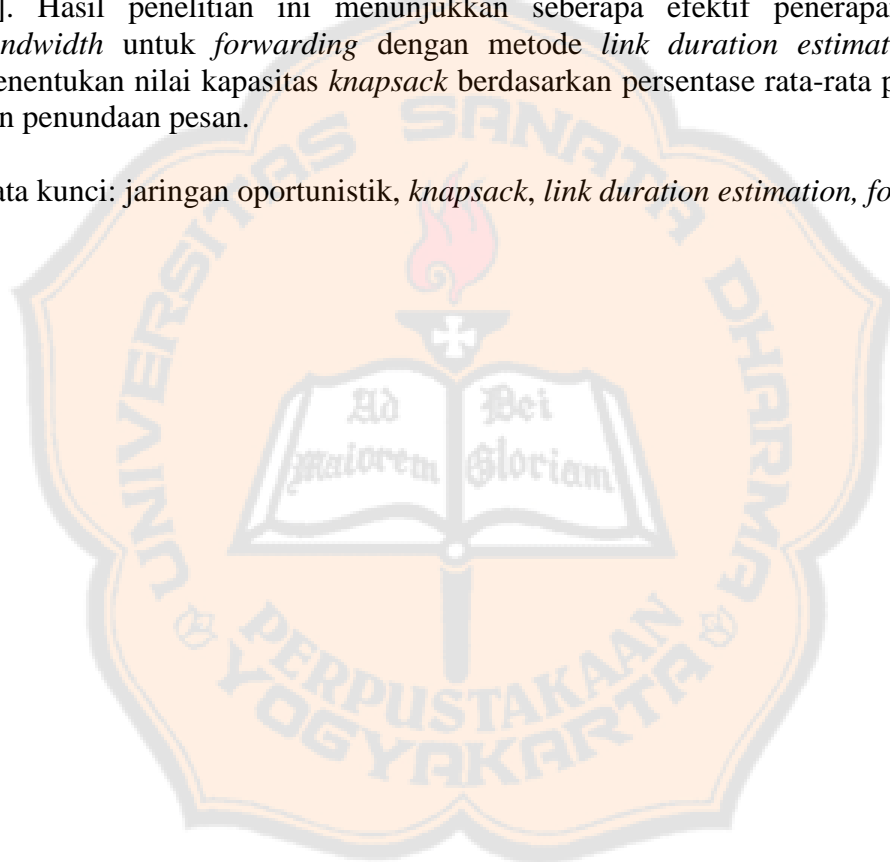 ]. Hasil penelitian ini menunjukkan seberapa efektif penerapa
ndwidth untuk forwarding dengan metode link duration estimat
enentukan nilai kapasitas knapsack berdasarkan persentase rata-rata p
n penundaan pesan.
ata kunci: jaringan oportunistik, knapsack, link duration estimation, fo
UNIVERSITAS SANATA DHARMA
Ad Maiorem
Dei Gloriam
PERPUSTAKAAN
YOGYAKARTA